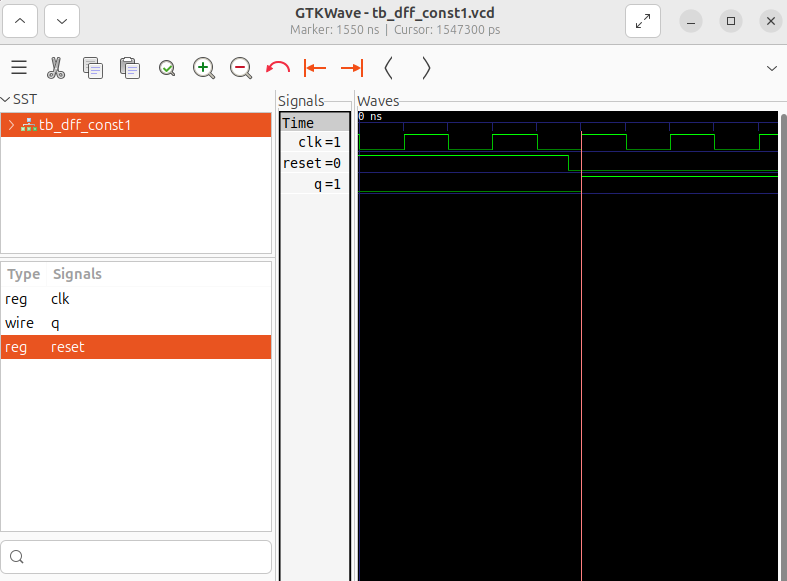 GTKWave - tb_dff_const1.vcd
Marker: 1550 ns | Cursor: 1547300 ps
SST
tb_dff_const1
Type Signals
reg clk
wire q
reg reset
Signals
Time
clk =1
reset =0
q =1
Waves
0 ns